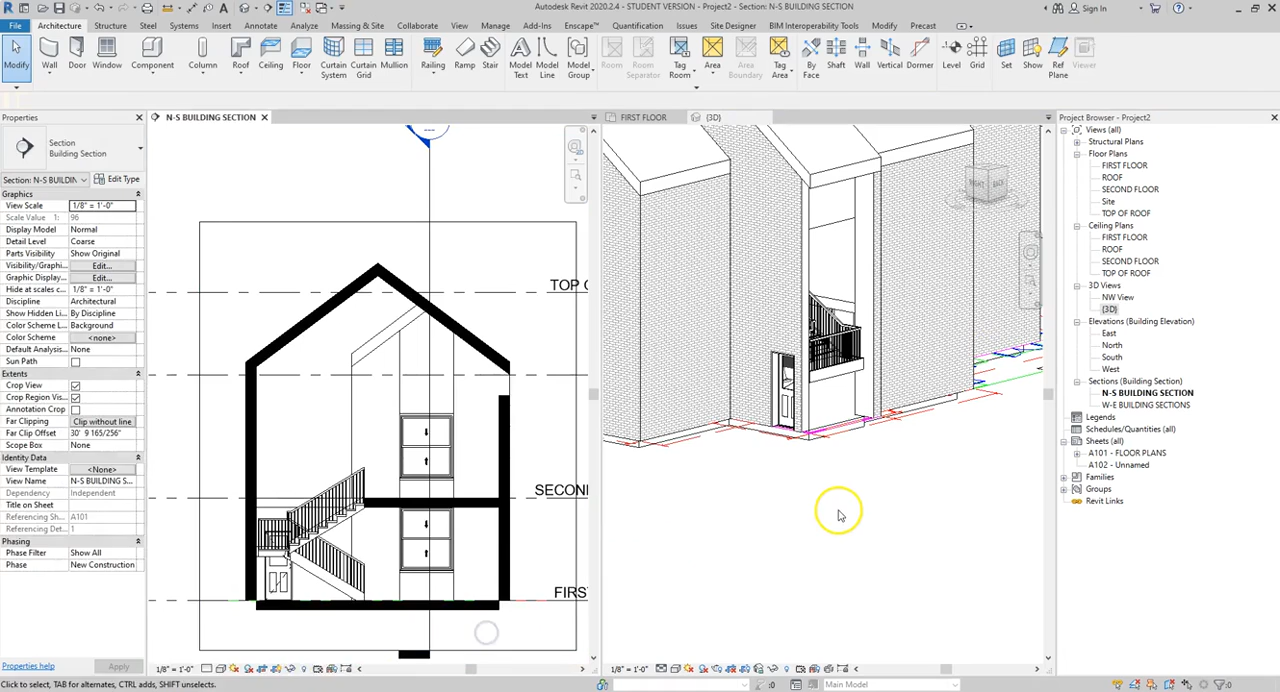 Autodesk Revit 2020.2.4 - STUDENT VERSION - Project2 - Section: N-S BUILDING SECTION
Sign In
File Architecture Structure Steel Systems Insert Annotate Analyze Massing & Site Collaborate View Manage Add-Ins Enscape™ Quantification Issues Site Designer BIM Interoperability Tools Modify Precast
Modify Wall Door Window Component Column Roof Ceiling Floor Curtain System Curtain Grid Mullion Railing Ramp Stair Model Text Model Line Model Group Room Room Separator Tag Room Area Area Boundary Tag Area By Face Shaft Wall Vertical Dormer Level Grid Set Show Ref Plane Viewer
Properties
N-S BUILDING SECTION
FIRST FLOOR
{3D}
Project Browser - Project2
Section
Building Section
Section: N-S BUILDIN
Edit Type
Graphics
View Scale 1/8" = 1'-0"
Scale Value 1: 96
Display Model Normal
Detail Level Coarse
Parts Visibility Show Original
Visibility/Graphi... Edit...
Graphic Display... Edit...
Hide at scales c... 1/8" = 1'-0"
Discipline Architectural
Show Hidden Li... By Discipline
Color Scheme L... Background
Color Scheme <none>
Default Analysis... None
Sun Path
Extents
Crop View
Crop Region Vis...
Annotation Crop
Far Clipping Clip without line
Far Clip Offset 30' 9 165/256"
Scope Box None
Identity Data
View Template <None>
View Name N-S BUILDING S...
Dependency Independent
Title on Sheet
Referencing Sh... A101
Referencing Det... 1
Phasing
Phase Filter Show All
Phase New Construction
Properties help
Apply
TOP O
SECON
FIRS
RIGHT
BACK
Views (all)
Structural Plans
Floor Plans
FIRST FLOOR
ROOF
SECOND FLOOR
Site
TOP OF ROOF
Ceiling Plans
FIRST FLOOR
ROOF
SECOND FLOOR
TOP OF ROOF
3D Views
NW View
{3D}
Elevations (Building Elevation)
East
North
South
West
Sections (Building Section)
N-S BUILDING SECTION
W-E BUILDING SECTIONS
Legends
Schedules/Quantities (all)
Sheets (all)
A101 - FLOOR PLANS
A102 - Unnamed
Families
Groups
Revit Links
1/8" = 1'-0"
1/8" = 1'-0"
Click to select, TAB for alternates, CTRL adds, SHIFT unselects.
:0
Main Model
:0